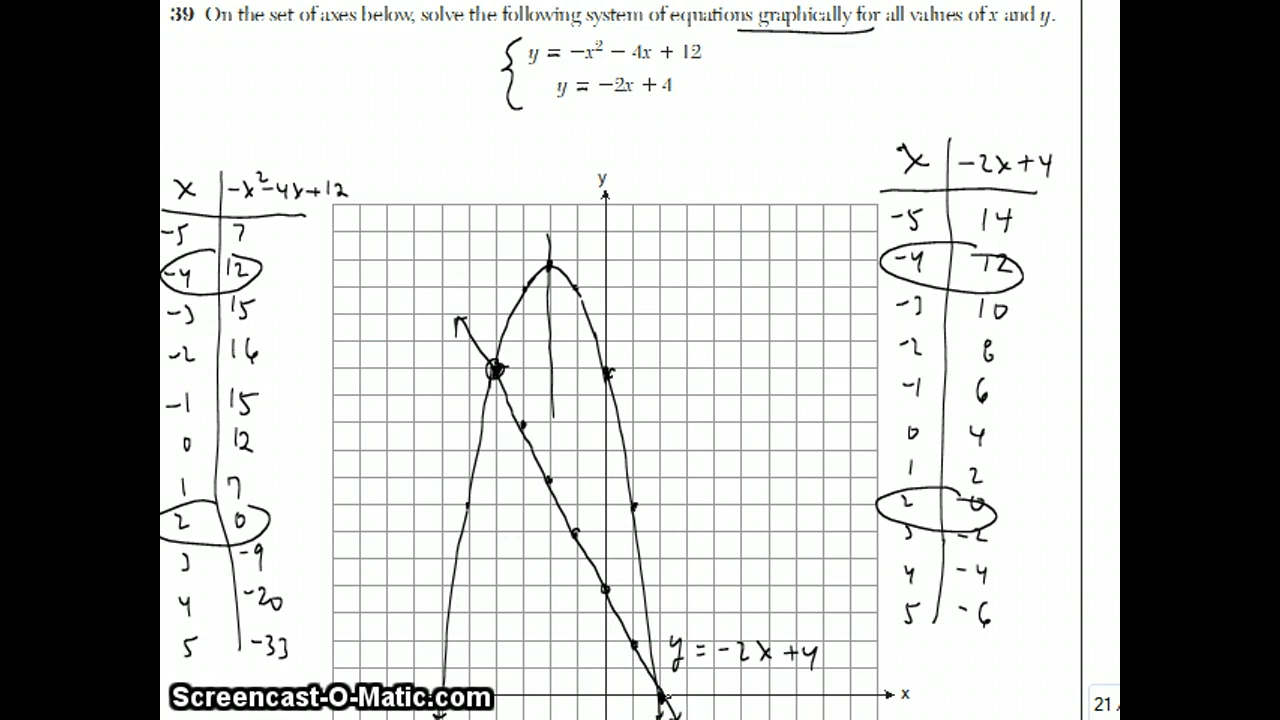 39 On the set of axes below, solve the following system of equations graphically for all values of x and y.
y = −x² − 4x + 12
y = −2x + 4
x | -x²-4x+12
-5 | 7
-4 | 12
-3 | 15
-2 | 16
-1 | 15
0 | 12
1 | 7
2 | 0
3 | -9
4 | -20
5 | -33
y
x
y = -2x+4
x | -2x+4
-5 | 14
-4 | 12
-3 | 10
-2 | 8
-1 | 6
0 | 4
1 | 2
2 | 0
3 | -2
4 | -4
5 | -6
Screencast-O-Matic.com
21